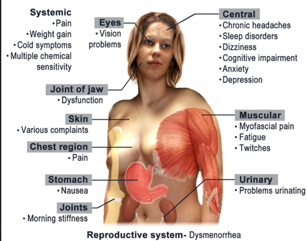 Systemic
• Pain
• Weight gain
• Cold symptoms
• Multiple chemical
sensitivity
Eyes
• Vision
problems
Central
• Chronic headaches
• Sleep disorders
• Dizziness
• Cognitive impairment
• Anxiety
• Depression
Joint of jaw
• Dysfunction
Skin
• Various complaints
Muscular
• Myofascial pain
• Fatigue
• Twitches
Chest region
• Pain
Stomach
• Nausea
Urinary
• Problems urinating
Joints
• Morning stiffness
Reproductive system- Dysmenorrhea